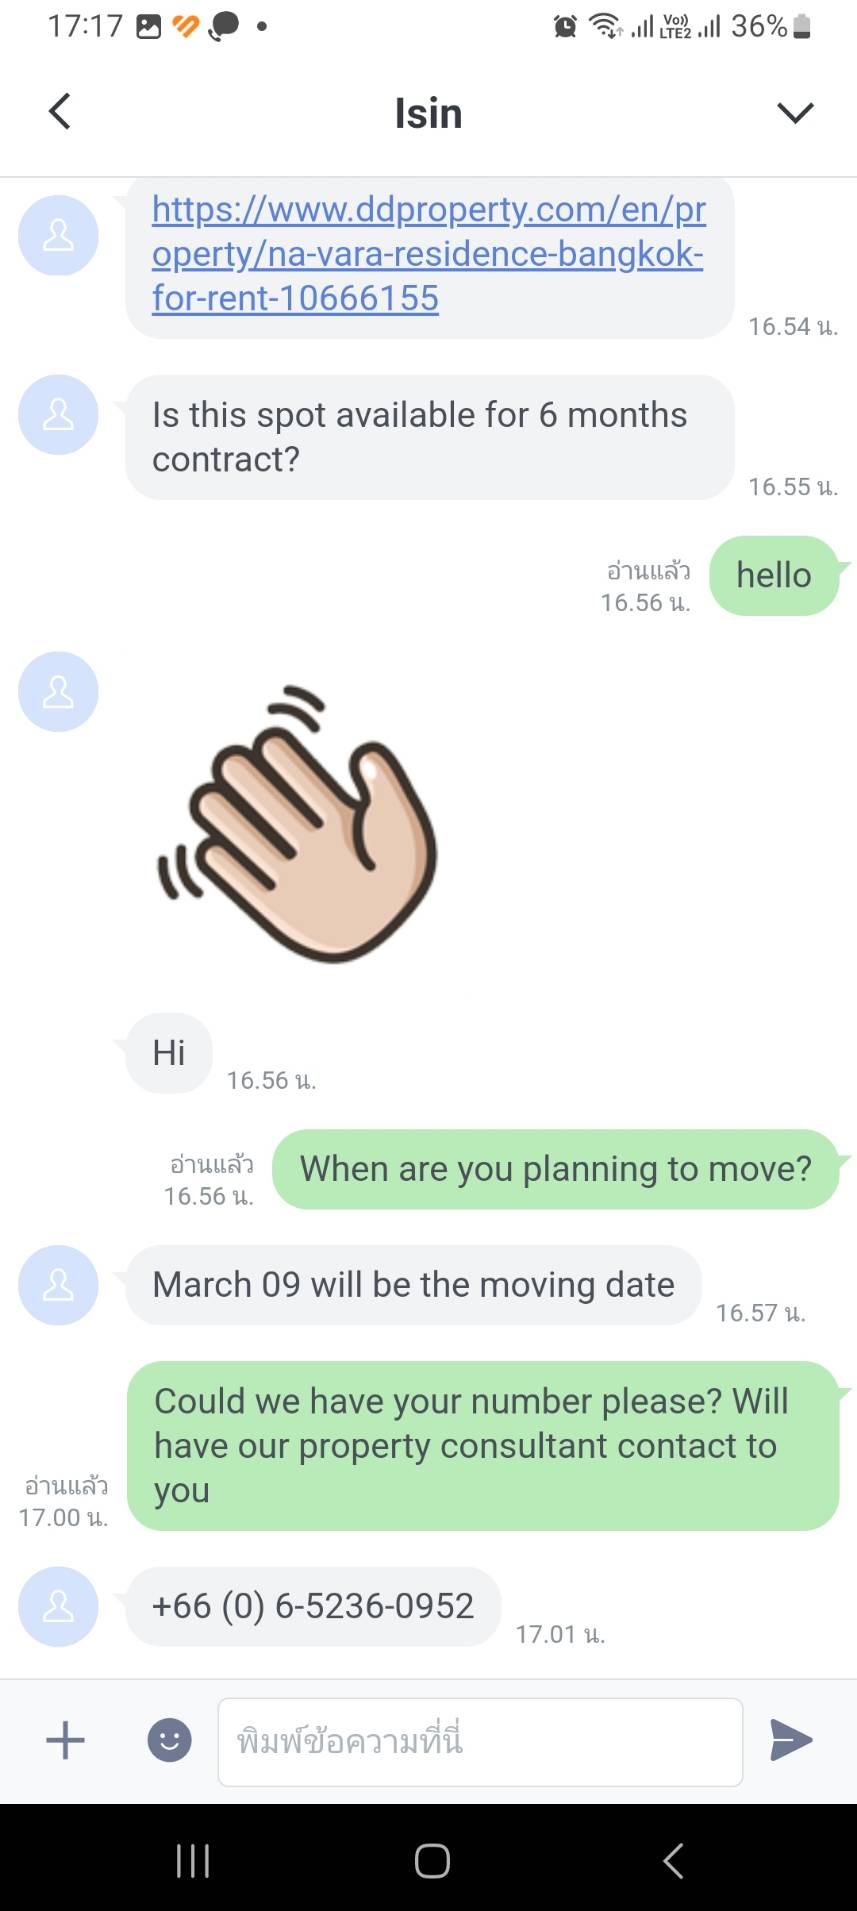 17:17
Vo))
LTE2
36%
Isin
https://www.ddproperty.com/en/pr
operty/na-vara-residence-bangkok-
for-rent-10666155
16.54 น.
Is this spot available for 6 months
contract?
16.55 น.
อ่านแล้ว
16.56 น.
hello
Hi
16.56 น.
อ่านแล้ว
16.56 น.
When are you planning to move?
March 09 will be the moving date
16.57 น.
Could we have your number please? Will
have our property consultant contact to
you
อ่านแล้ว
17.00 น.
+66 (0) 6-5236-0952
17.01 น.
พิมพ์ข้อความที่นี่